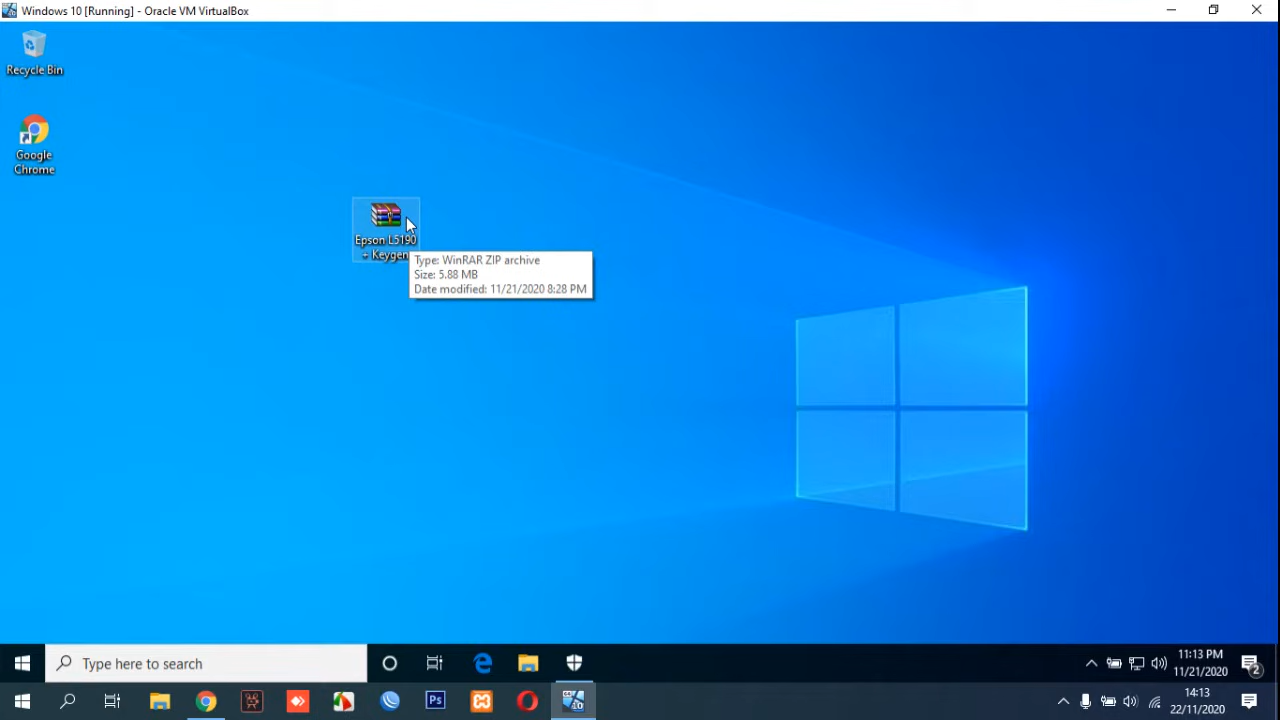 Windows 10 [Running] - Oracle VM VirtualBox
Recycle Bin
Google
Chrome
Epson L5190
+ Keygen
Type: WinRAR ZIP archive
Size: 5.88 MB
Date modified: 11/21/2020 8:28 PM
Type here to search
11:13 PM
11/21/2020
2
Ps
14:13
22/11/2020